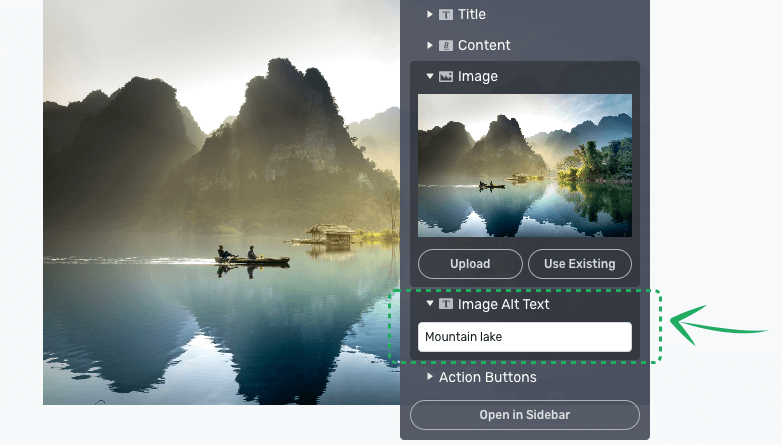 Title
Content
Image
Upload
Use Existing
Image Alt Text
Mountain lake
Action Buttons
Open in Sidebar